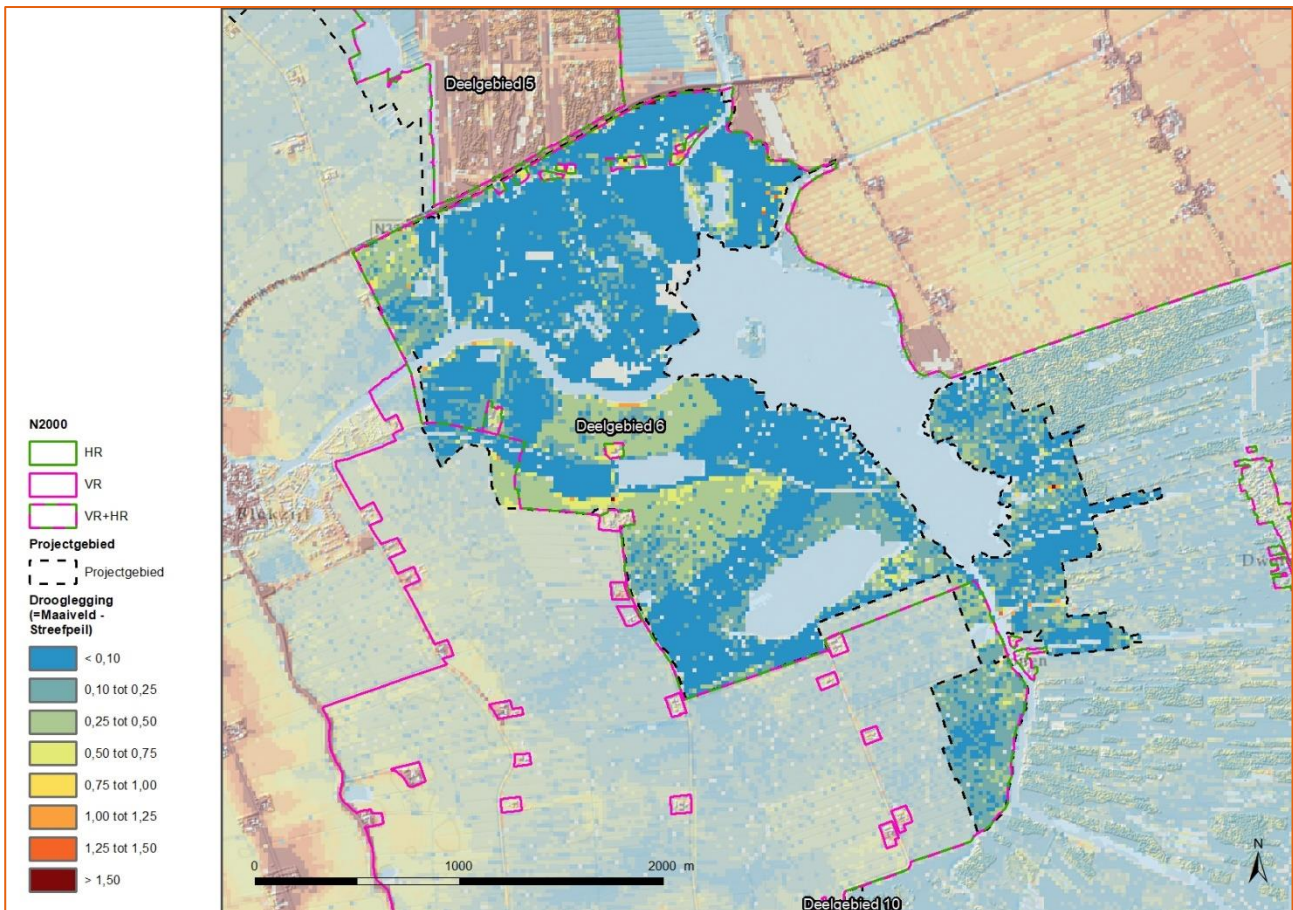 N2000
HR
VR
VR+HR
Projectgebied
Projectgebied
Drooglegging
(=Maaiveld -
Streefpeil)
< 0,10
0,10 tot 0,25
0,25 tot 0,50
0,50 tot 0,75
0,75 tot 1,00
1,00 tot 1,25
1,25 tot 1,50
> 1,50
Deelgebied 5
Deelgebied 6
Deelgebied 10
0 1000 2000 m
N